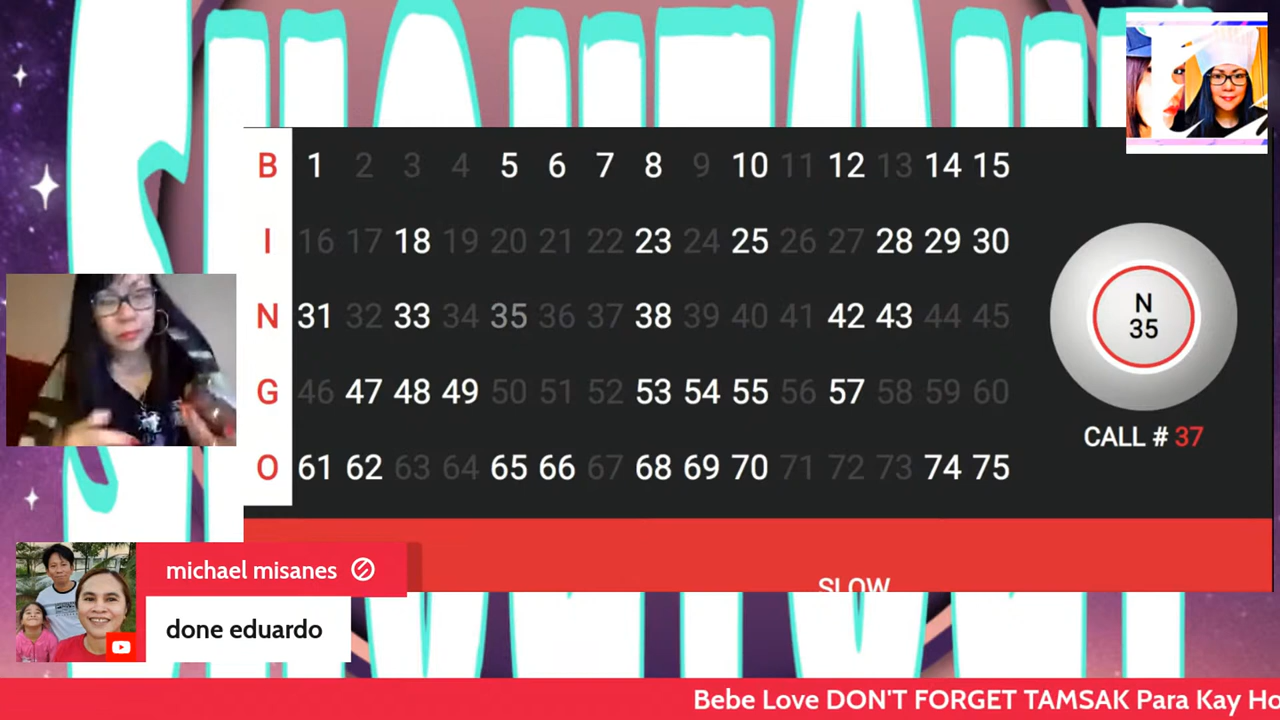 B 1 2 3 4 5 6 7 8 9 10 11 12 13 14 15
I 16 17 18 19 20 21 22 23 24 25 26 27 28 29 30
N 31 32 33 34 35 36 37 38 39 40 41 42 43 44 45
G 46 47 48 49 50 51 52 53 54 55 56 57 58 59 60
O 61 62 63 64 65 66 67 68 69 70 71 72 73 74 75
N
35
CALL # 37
SLOW
michael misanes
done eduardo
Bebe Love DON'T FORGET TAMSAK Para Kay Ho